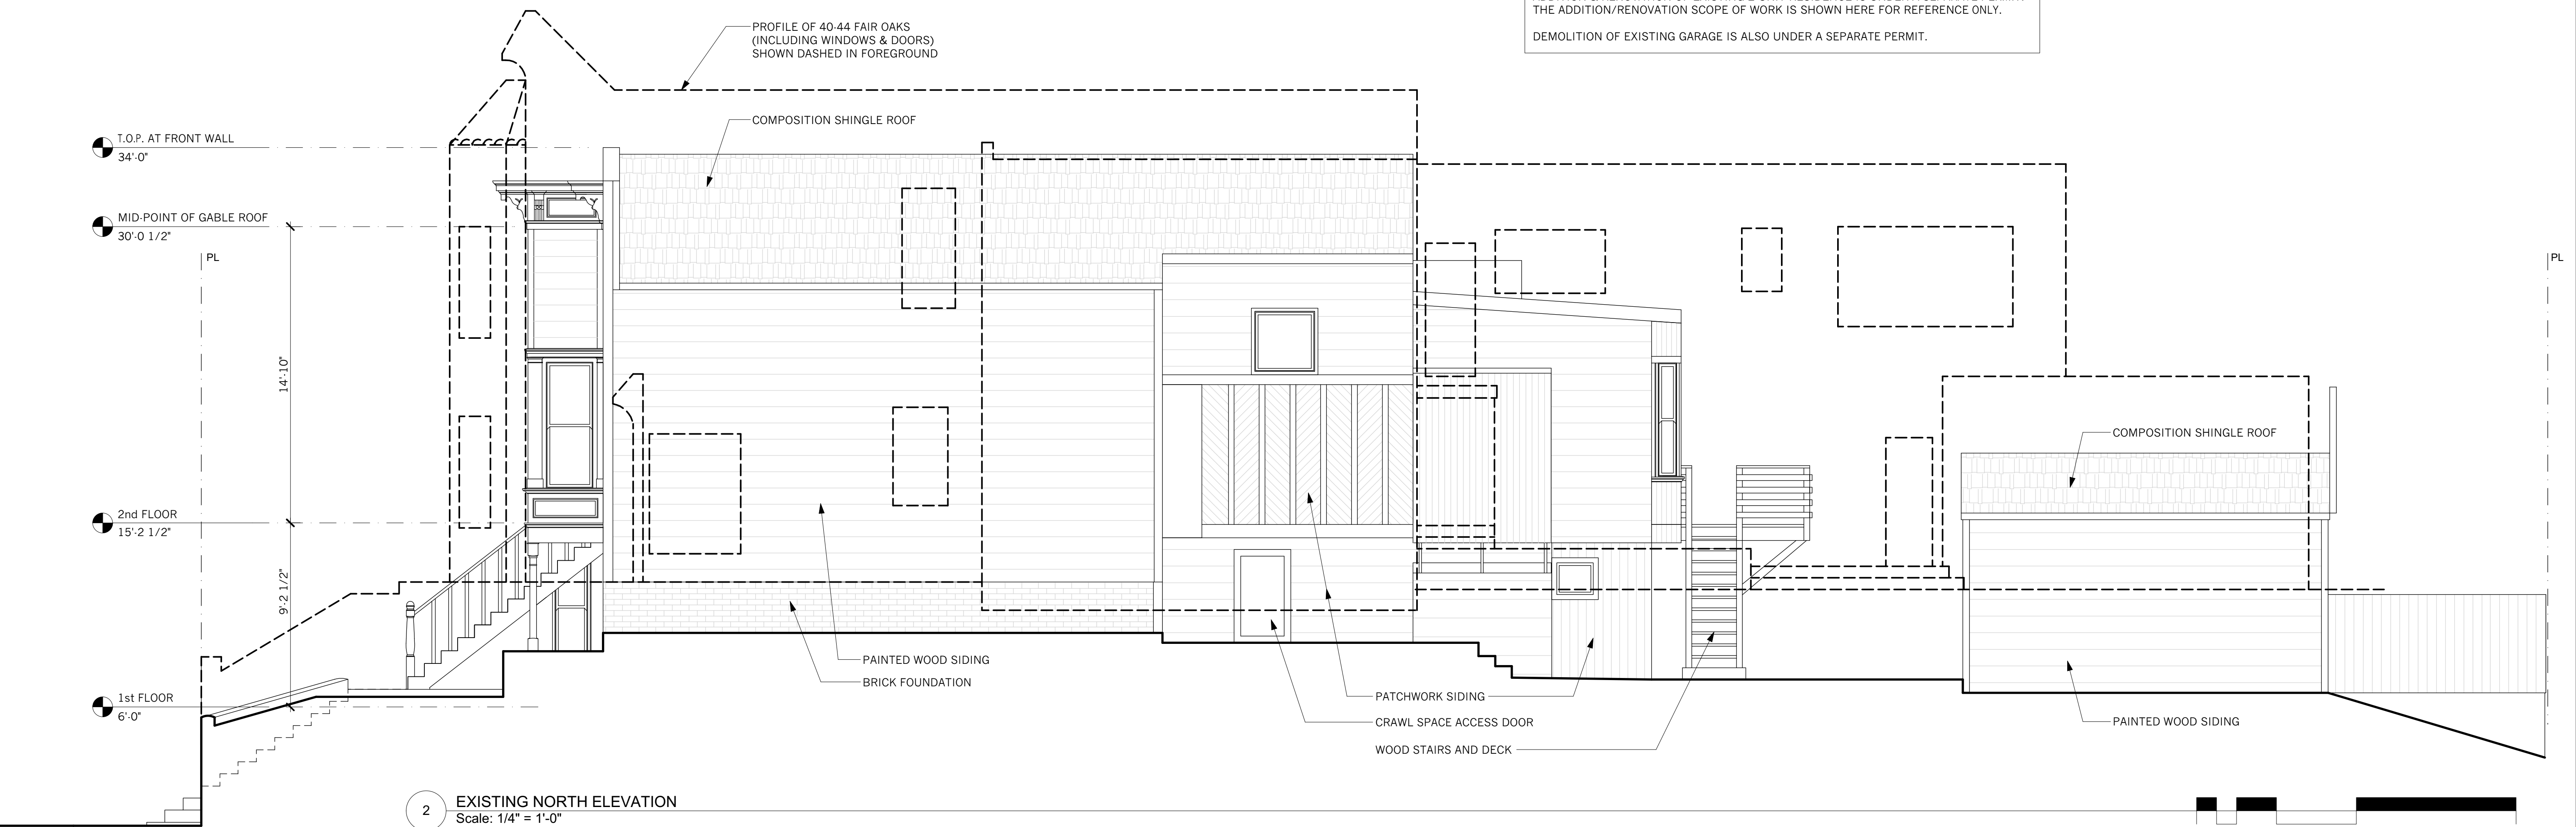 THE ADDITION/RENOVATION SCOPE OF WORK IS SHOWN HERE FOR REFERENCE ONLY.
DEMOLITION OF EXISTING GARAGE IS ALSO UNDER A SEPARATE PERMIT.
PROFILE OF 40-44 FAIR OAKS
(INCLUDING WINDOWS & DOORS)
SHOWN DASHED IN FOREGROUND
COMPOSITION SHINGLE ROOF
T.O.P. AT FRONT WALL
34'-0"
MID-POINT OF GABLE ROOF
30'-0 1/2"
PL
PL
14'-10"
COMPOSITION SHINGLE ROOF
2nd FLOOR
15'-2 1/2"
9'-2 1/2"
PAINTED WOOD SIDING
BRICK FOUNDATION
1st FLOOR
6'-0"
PATCHWORK SIDING
CRAWL SPACE ACCESS DOOR
WOOD STAIRS AND DECK
PAINTED WOOD SIDING
2
EXISTING NORTH ELEVATION
Scale: 1/4" = 1'-0"